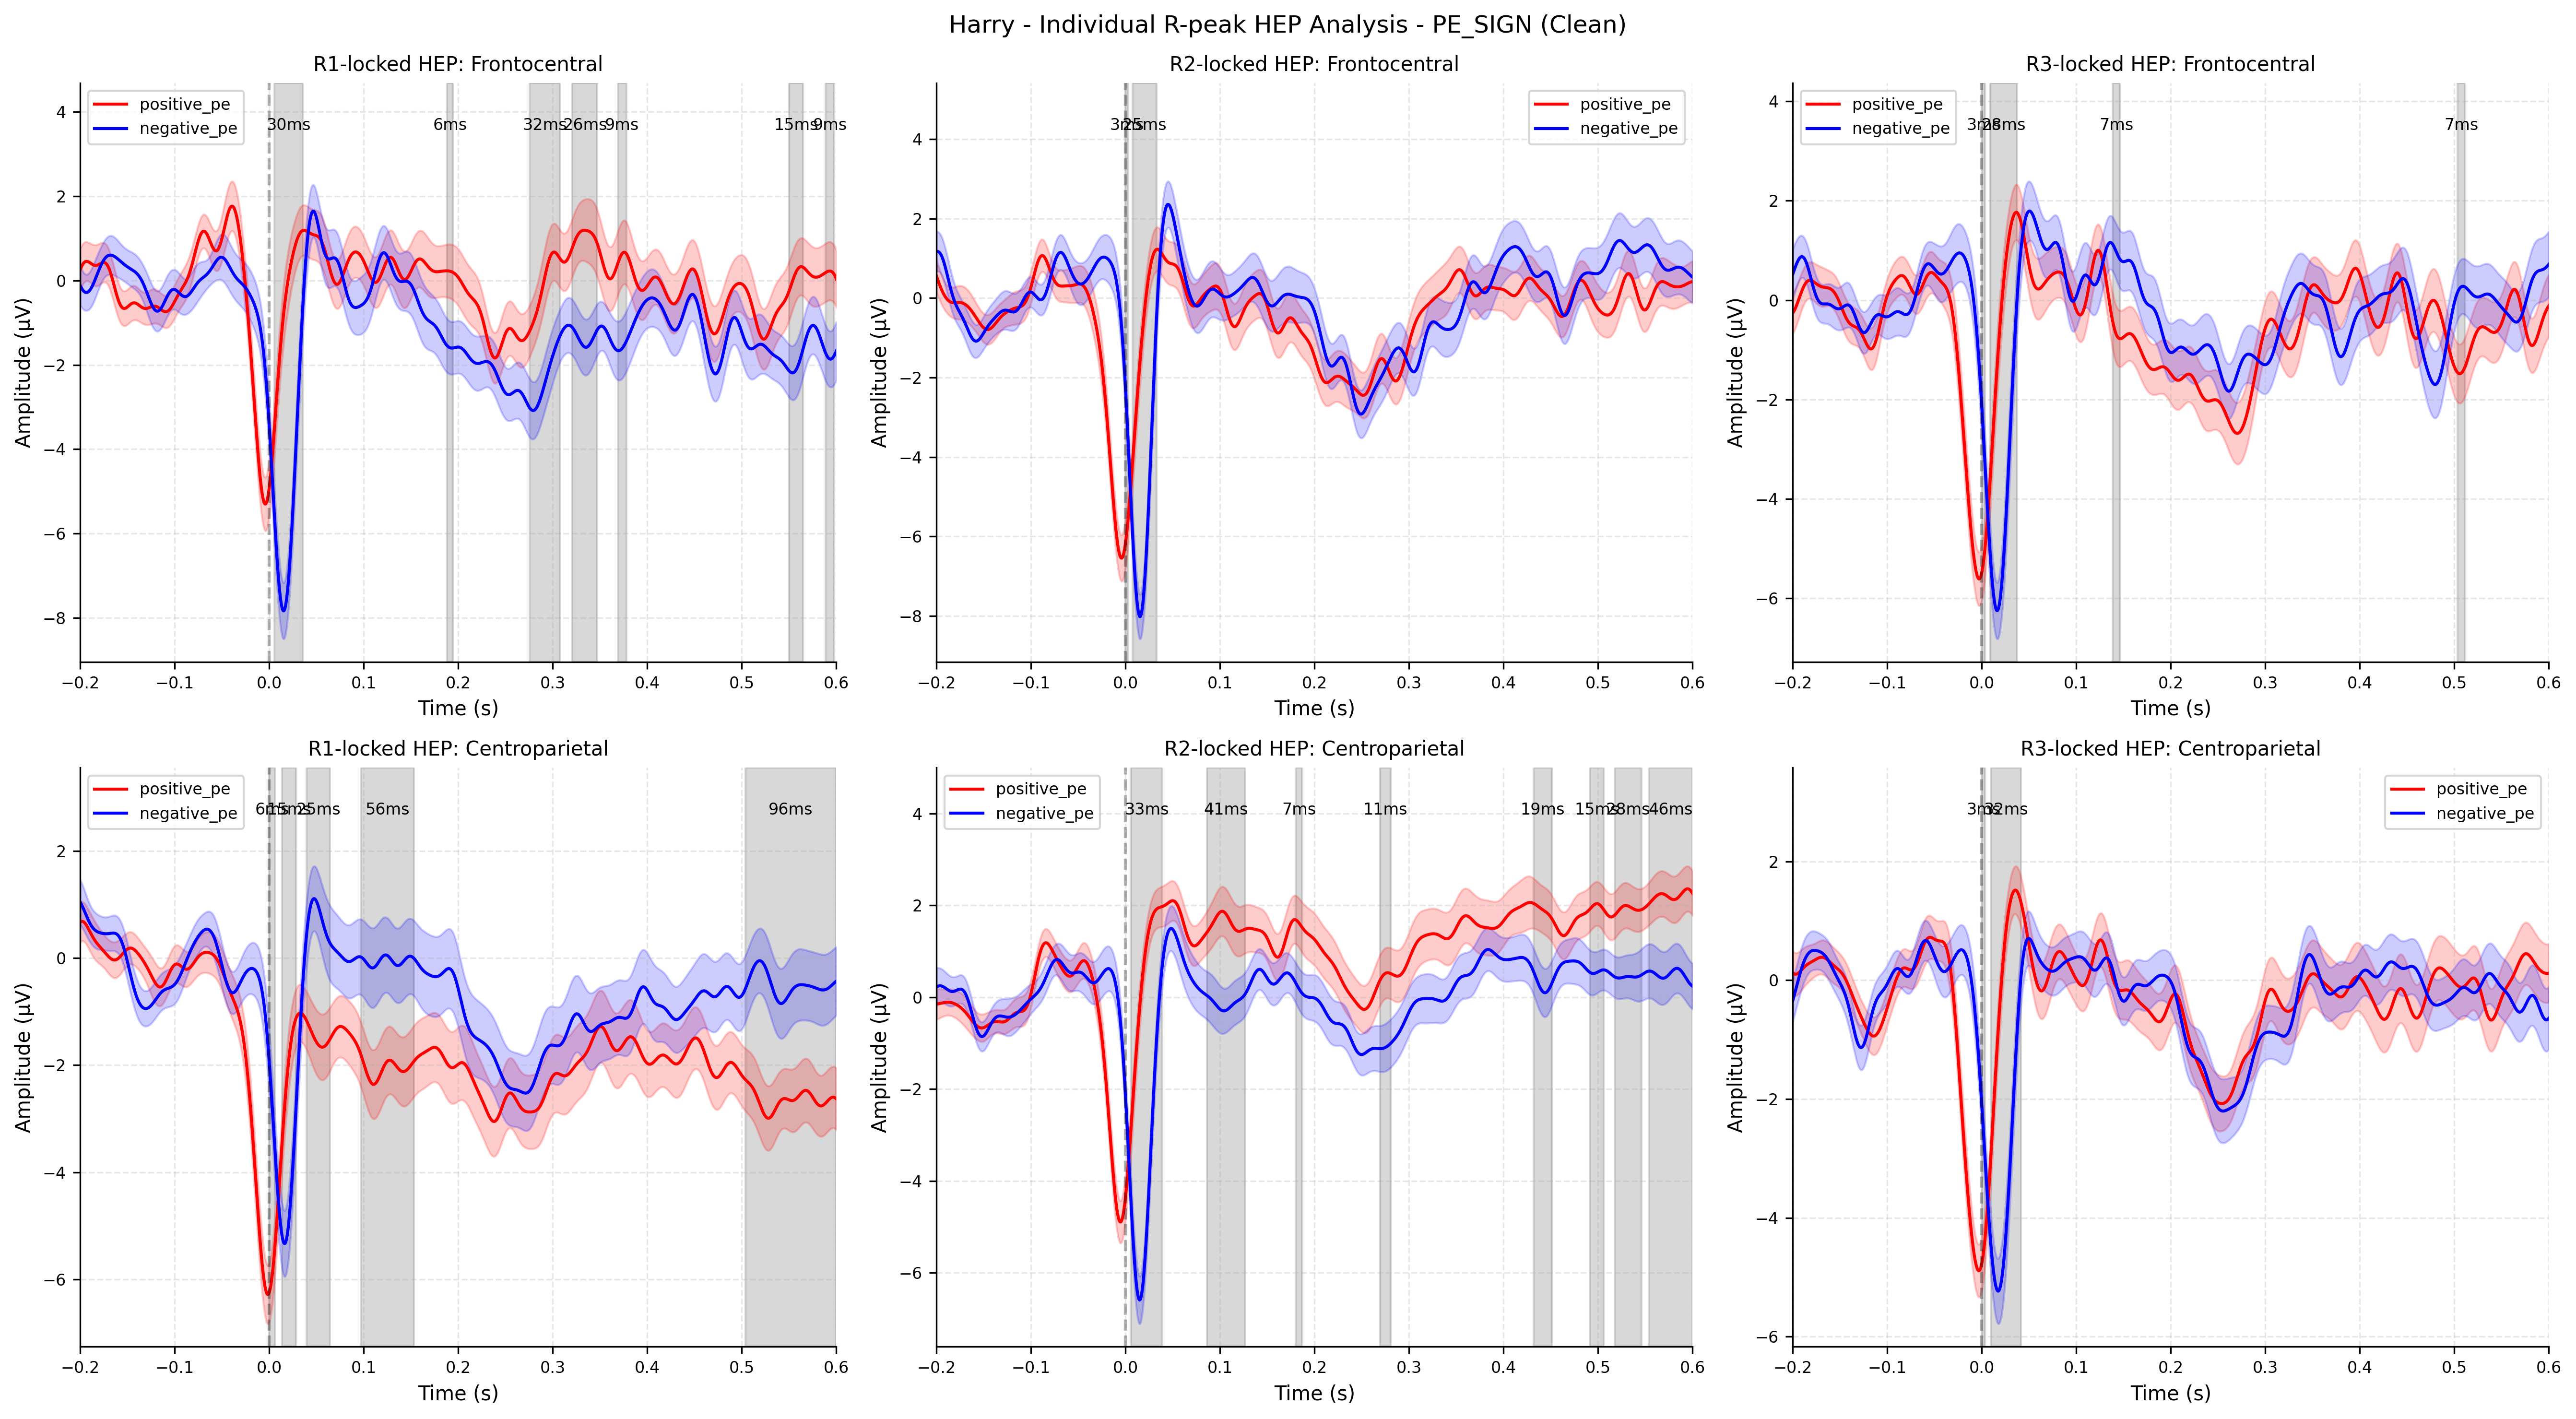 Harry - Individual R-peak HEP Analysis - PE_SIGN (Clean)
R1-locked HEP: Frontocentral
positive_pe
negative_pe
30ms 6ms 32ms 26ms 9ms 15ms 9ms
Amplitude (µV)
4
2
0
−2
−4
−6
−8
−0.2 −0.1 0.0 0.1 0.2 0.3 0.4 0.5 0.6
Time (s)
R2-locked HEP: Frontocentral
positive_pe
negative_pe
3ms 25ms
Amplitude (µV)
4
2
0
−2
−4
−6
−8
−0.2 −0.1 0.0 0.1 0.2 0.3 0.4 0.5 0.6
Time (s)
R3-locked HEP: Frontocentral
positive_pe
negative_pe
3ms 28ms 7ms 7ms
Amplitude (µV)
4
2
0
−2
−4
−6
−0.2 −0.1 0.0 0.1 0.2 0.3 0.4 0.5 0.6
Time (s)
R1-locked HEP: Centroparietal
positive_pe
negative_pe
6ms 15ms 25ms 56ms 96ms
Amplitude (µV)
2
0
−2
−4
−6
−0.2 −0.1 0.0 0.1 0.2 0.3 0.4 0.5 0.6
Time (s)
R2-locked HEP: Centroparietal
positive_pe
negative_pe
33ms 41ms 7ms 11ms 19ms 15ms 28ms 46ms
Amplitude (µV)
4
2
0
−2
−4
−6
−0.2 −0.1 0.0 0.1 0.2 0.3 0.4 0.5 0.6
Time (s)
R3-locked HEP: Centroparietal
positive_pe
negative_pe
3ms 32ms
Amplitude (µV)
2
0
−2
−4
−6
−0.2 −0.1 0.0 0.1 0.2 0.3 0.4 0.5 0.6
Time (s)